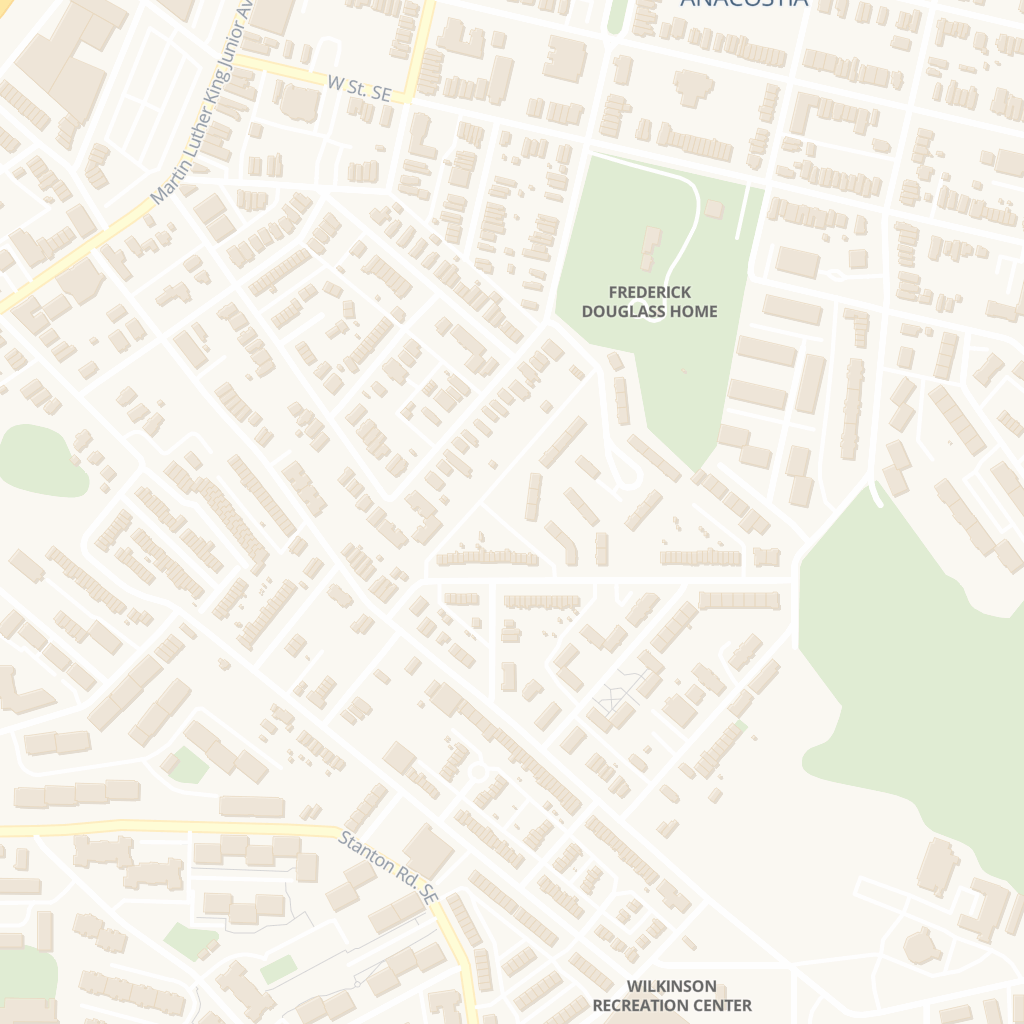 ANACOSTIA
Martin Luther King Junior Av
W St. SE
FREDERICK
DOUGLASS HOME
Stanton Rd. SE
WILKINSON
RECREATION CENTER